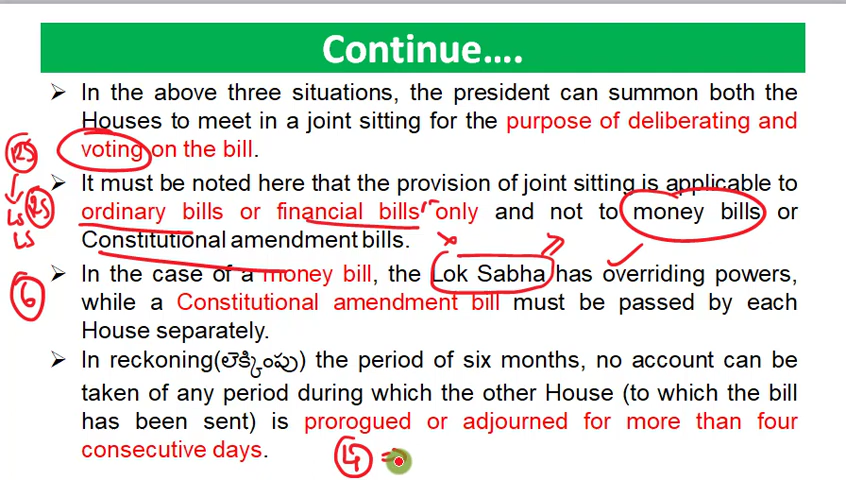 Continue....
➢ In the above three situations, the president can summon both the
Houses to meet in a joint sitting for the purpose of deliberating and
voting on the bill.
RS
➢ It must be noted here that the provision of joint sitting is applicable to
LS RS
ordinary bills or financial bills only and not to money bills or
LS
Constitutional amendment bills.
➢ In the case of a money bill, the Lok Sabha has overriding powers,
6
while a Constitutional amendment bill must be passed by each
House separately.
➢ In reckoning(లెక్కింపు) the period of six months, no account can be
taken of any period during which the other House (to which the bill
has been sent) is prorogued or adjourned for more than four
consecutive days.